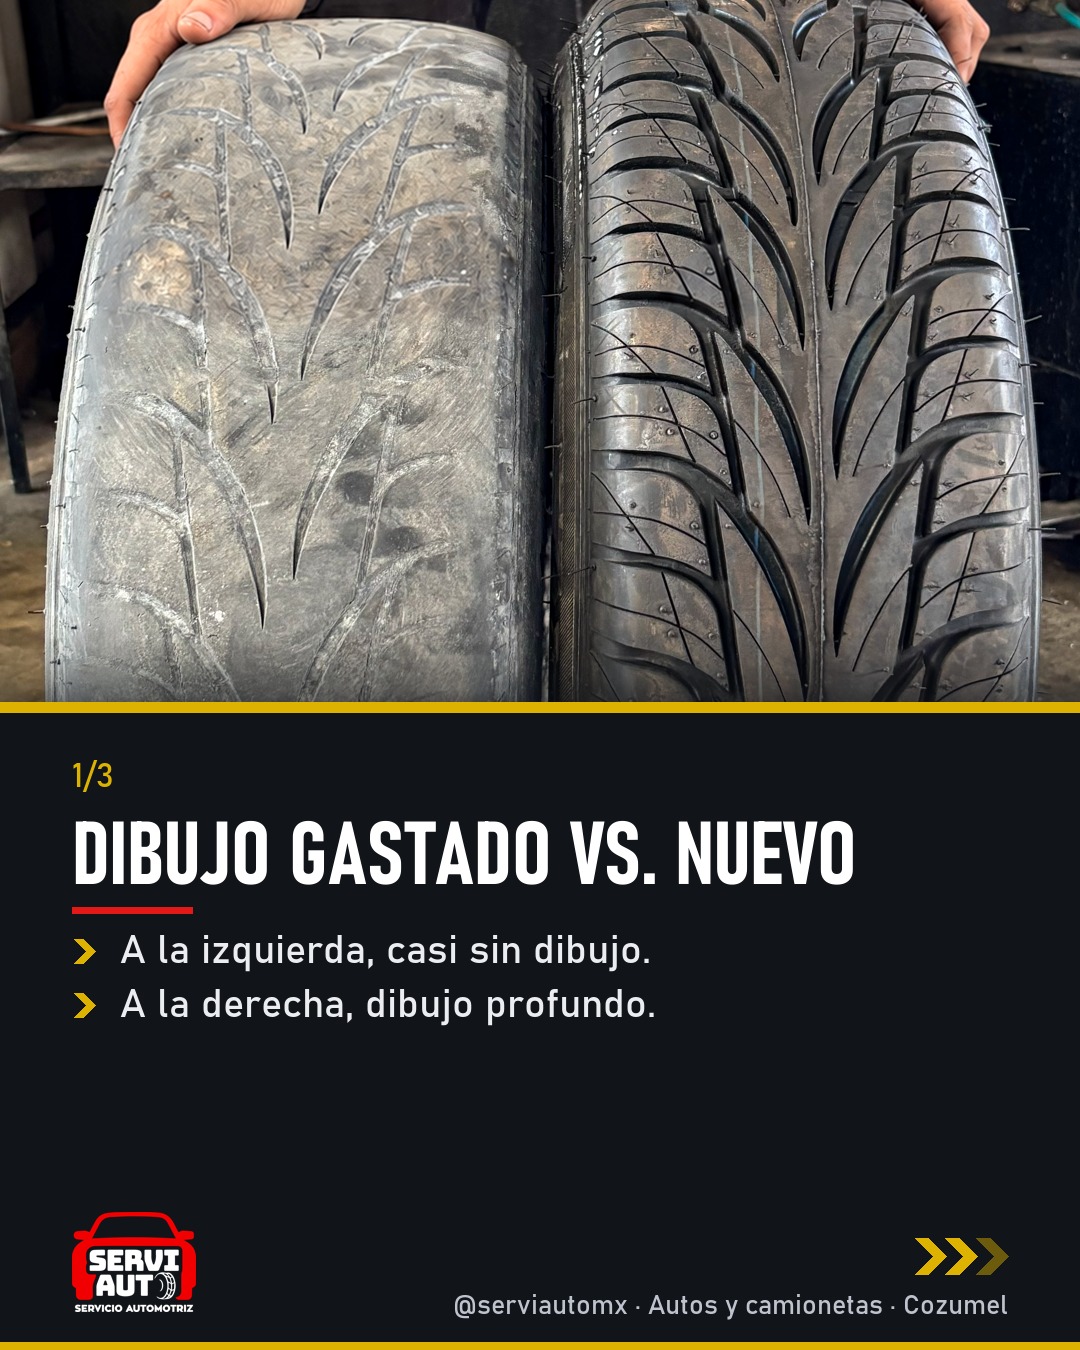 1/3
DIBUJO GASTADO VS. NUEVO
A la izquierda, casi sin dibujo.
A la derecha, dibujo profundo.
SERVI
AUTO
SERVICIO AUTOMOTRIZ
@serviautomx · Autos y camionetas · Cozumel